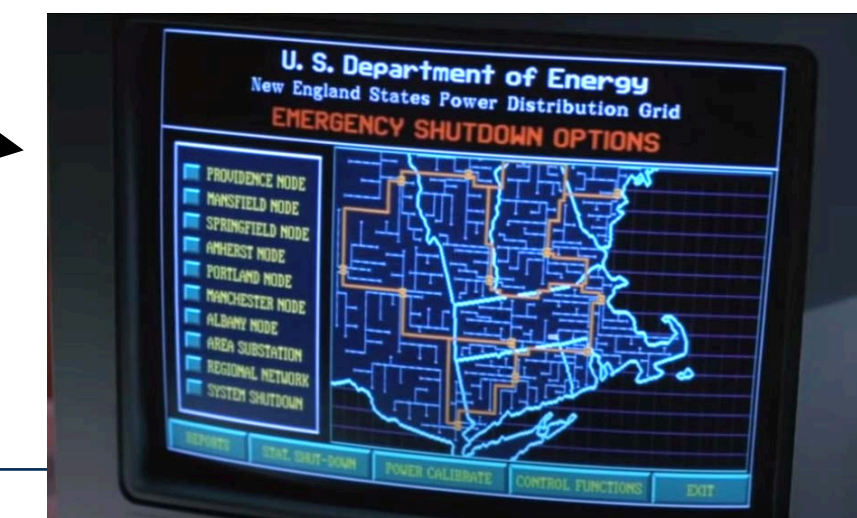 U. S. Department of Energy
New England States Power Distribution Grid
EMERGENCY SHUTDOWN OPTIONS
PROVIDENCE NODE
MANSFIELD NODE
SPRINGFIELD NODE
AMHERST NODE
PORTLAND NODE
MANCHESTER NODE
ALBANY NODE
AREA SUBSTATION
REGIONAL NETWORK
SYSTEM SHUTDOWN
REPORTS
STAT. SHUT-DOWN
POWER CALIBRATE
CONTROL FUNCTIONS
EXIT